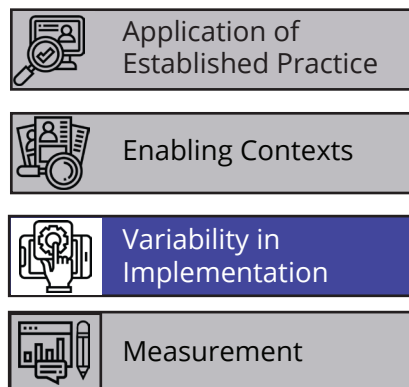 Application of
Established Practice
Enabling Contexts
Variability in
Implementation
Measurement